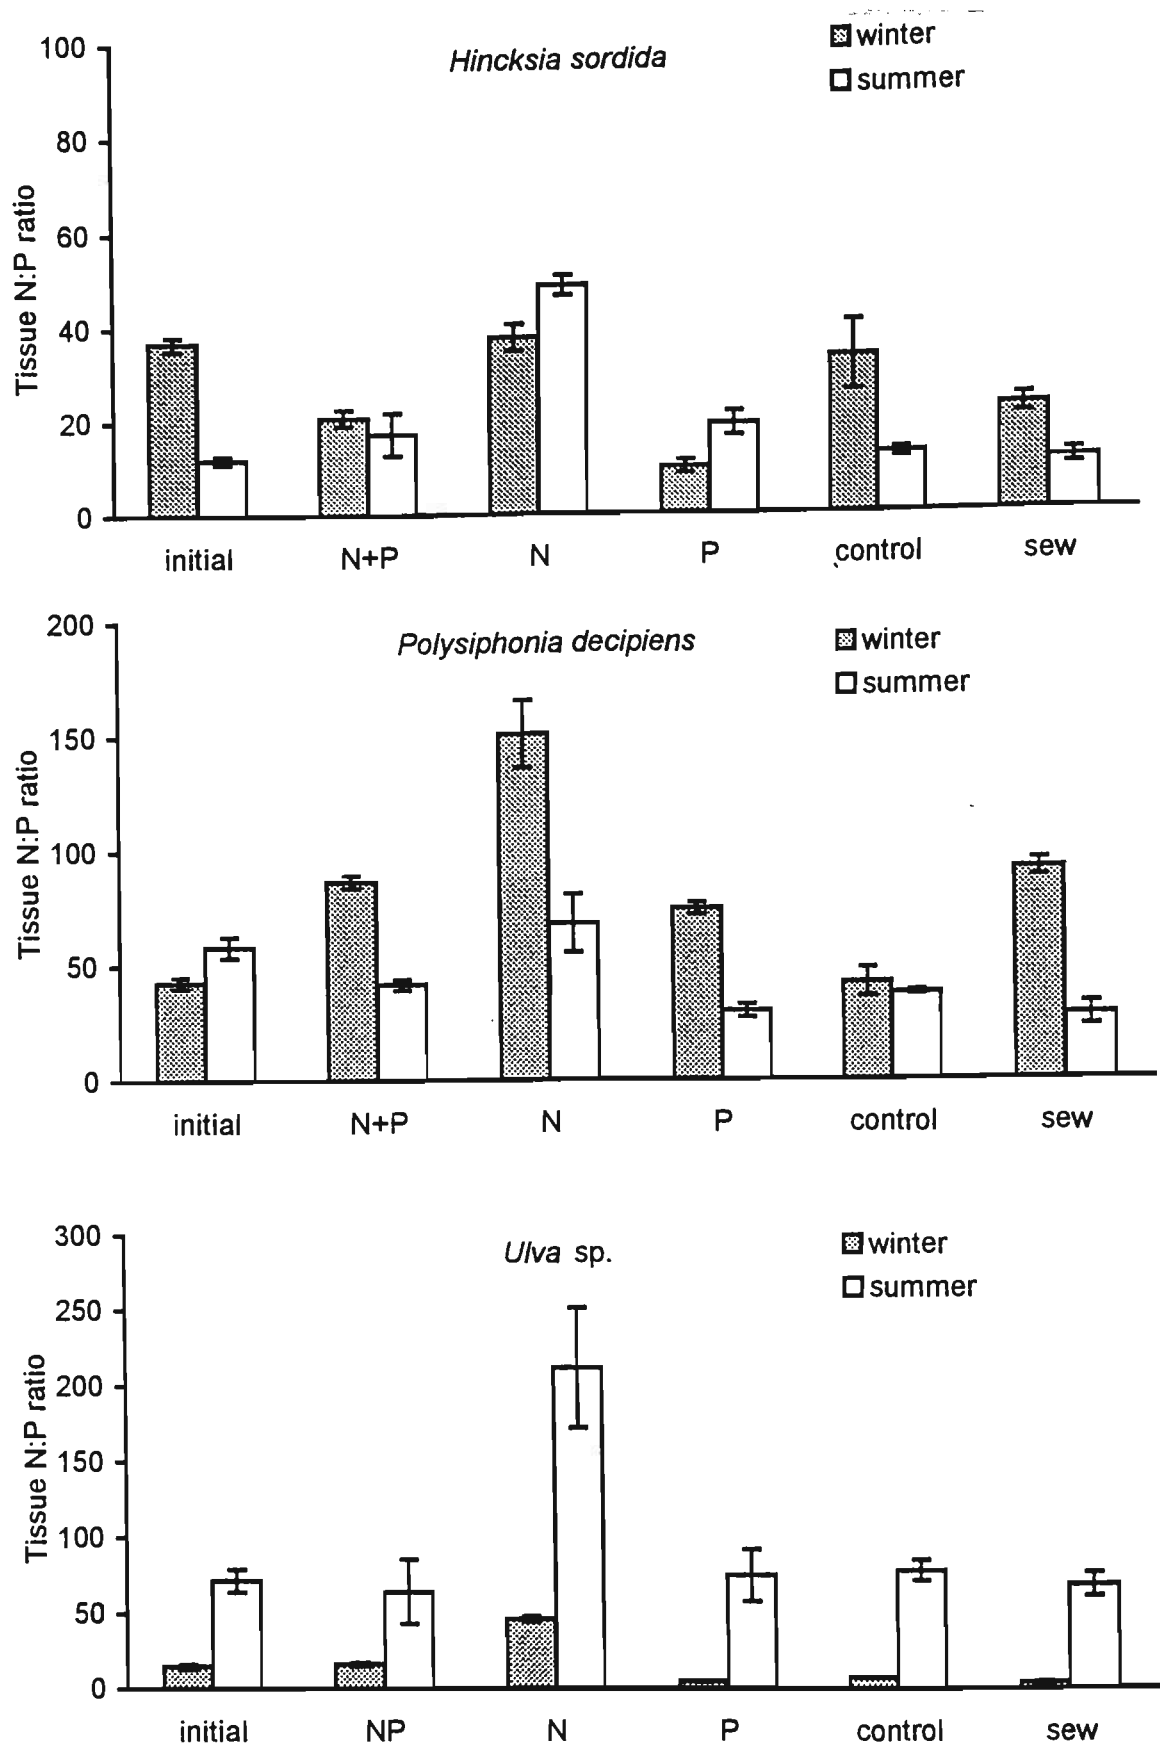 Hincksia sordida
winter
summer
100
80
60
40
20
0
Tissue N:P ratio
initial N+P N P control sew
Polysiphonia decipiens
winter
summer
200
150
100
50
0
Tissue N:P ratio
initial N+P N P control sew
Ulva sp.
winter
summer
300
250
200
150
100
50
0
Tissue N:P ratio
initial NP N P control sew